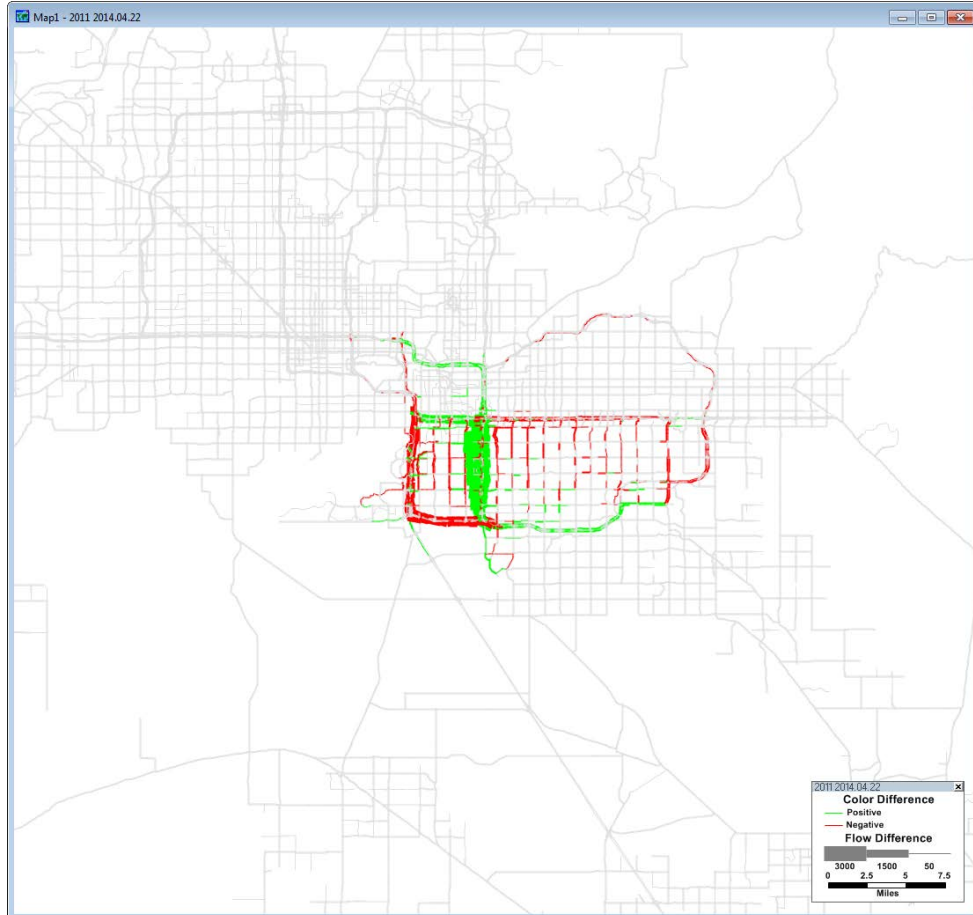 Map1 - 2011 2014.04.22
2011 2014.04.22
Color Difference
Positive
Negative
Flow Difference
3000 1500 50
0 2.5 5 7.5
Miles